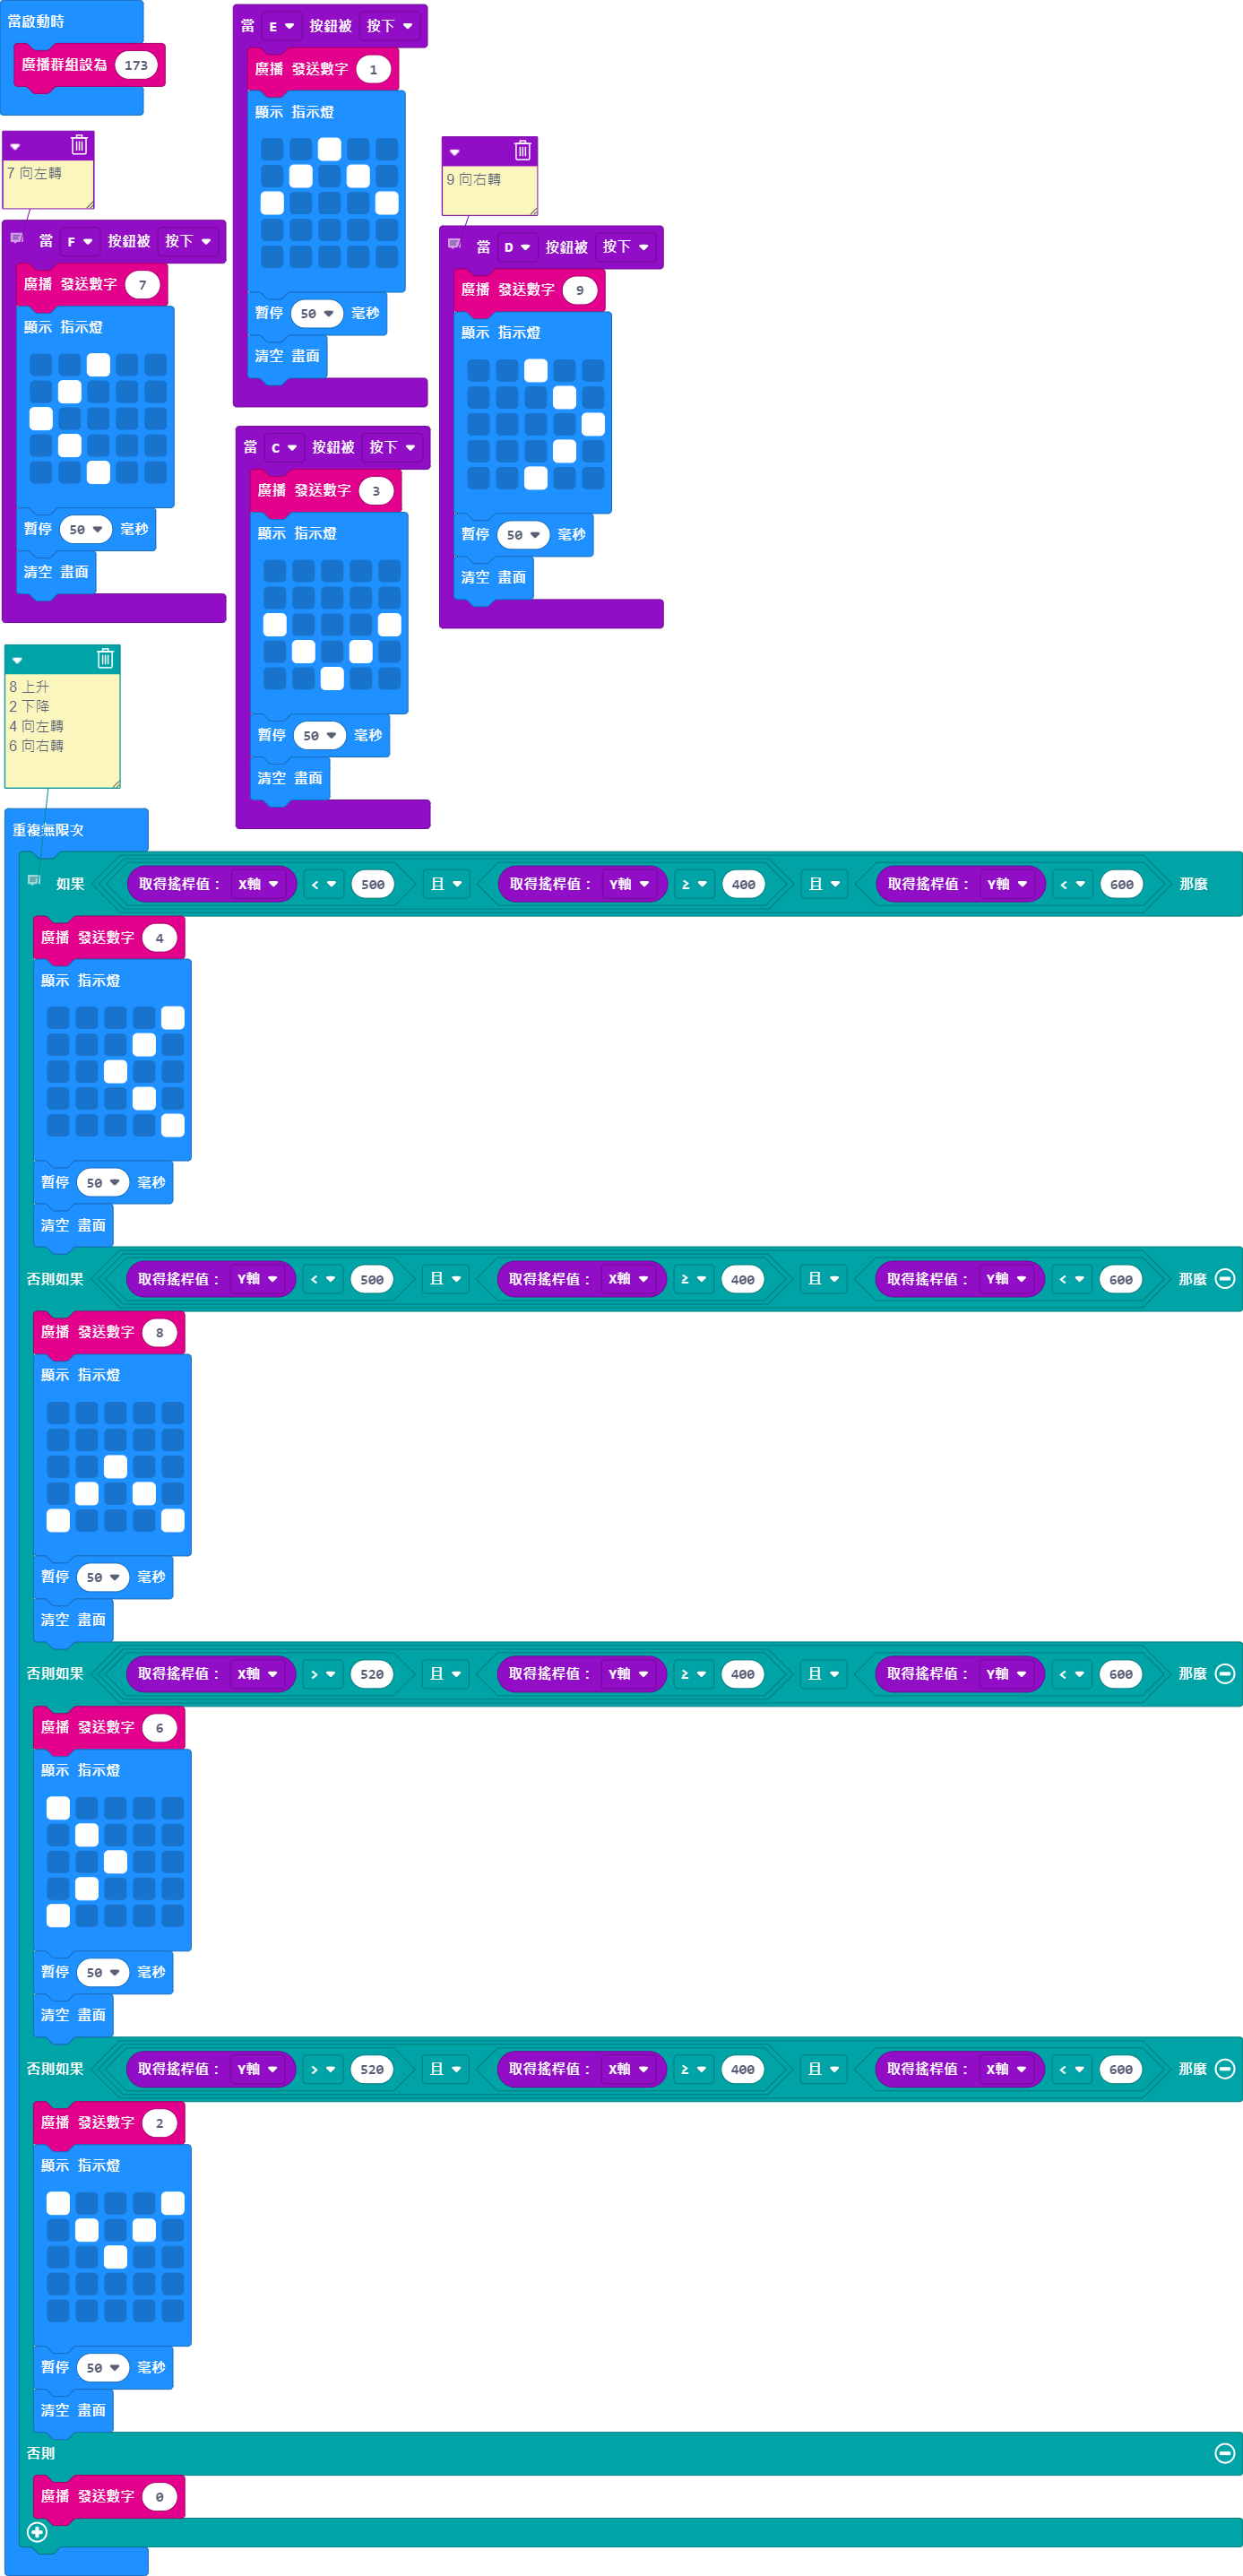 當啟動時
廣播群組設為 173
7 向左轉
當 F 按鈕被 按下
廣播 發送數字 7
顯示 指示燈
暫停 50 毫秒
清空 畫面
當 E 按鈕被 按下
廣播 發送數字 1
顯示 指示燈
暫停 50 毫秒
清空 畫面
當 C 按鈕被 按下
廣播 發送數字 3
顯示 指示燈
暫停 50 毫秒
清空 畫面
9 向右轉
當 D 按鈕被 按下
廣播 發送數字 9
顯示 指示燈
暫停 50 毫秒
清空 畫面
8 上升
2 下降
4 向左轉
6 向右轉
重複無限次
如果 取得搖桿值： X軸 < 500 且 取得搖桿值： Y軸 ≥ 400 且 取得搖桿值： Y軸 < 600 那麼
廣播 發送數字 4
顯示 指示燈
暫停 50 毫秒
清空 畫面
否則如果 取得搖桿值： Y軸 < 500 且 取得搖桿值： X軸 ≥ 400 且 取得搖桿值： Y軸 < 600 那麼
廣播 發送數字 8
顯示 指示燈
暫停 50 毫秒
清空 畫面
否則如果 取得搖桿值： X軸 > 520 且 取得搖桿值： Y軸 ≥ 400 且 取得搖桿值： Y軸 < 600 那麼
廣播 發送數字 6
顯示 指示燈
暫停 50 毫秒
清空 畫面
否則如果 取得搖桿值： Y軸 > 520 且 取得搖桿值： X軸 ≥ 400 且 取得搖桿值： X軸 < 600 那麼
廣播 發送數字 2
顯示 指示燈
暫停 50 毫秒
清空 畫面
否則
廣播 發送數字 0